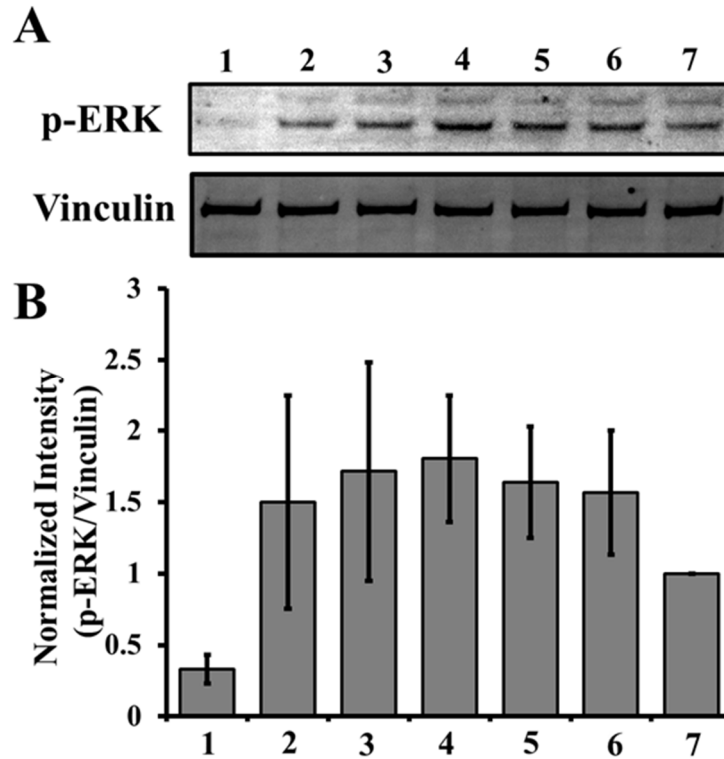 A
1 2 3 4 5 6 7
p-ERK
Vinculin
B
Normalized Intensity
(p-ERK/Vinculin)
3
2.5
2
1.5
1
0.5
0
1 2 3 4 5 6 7